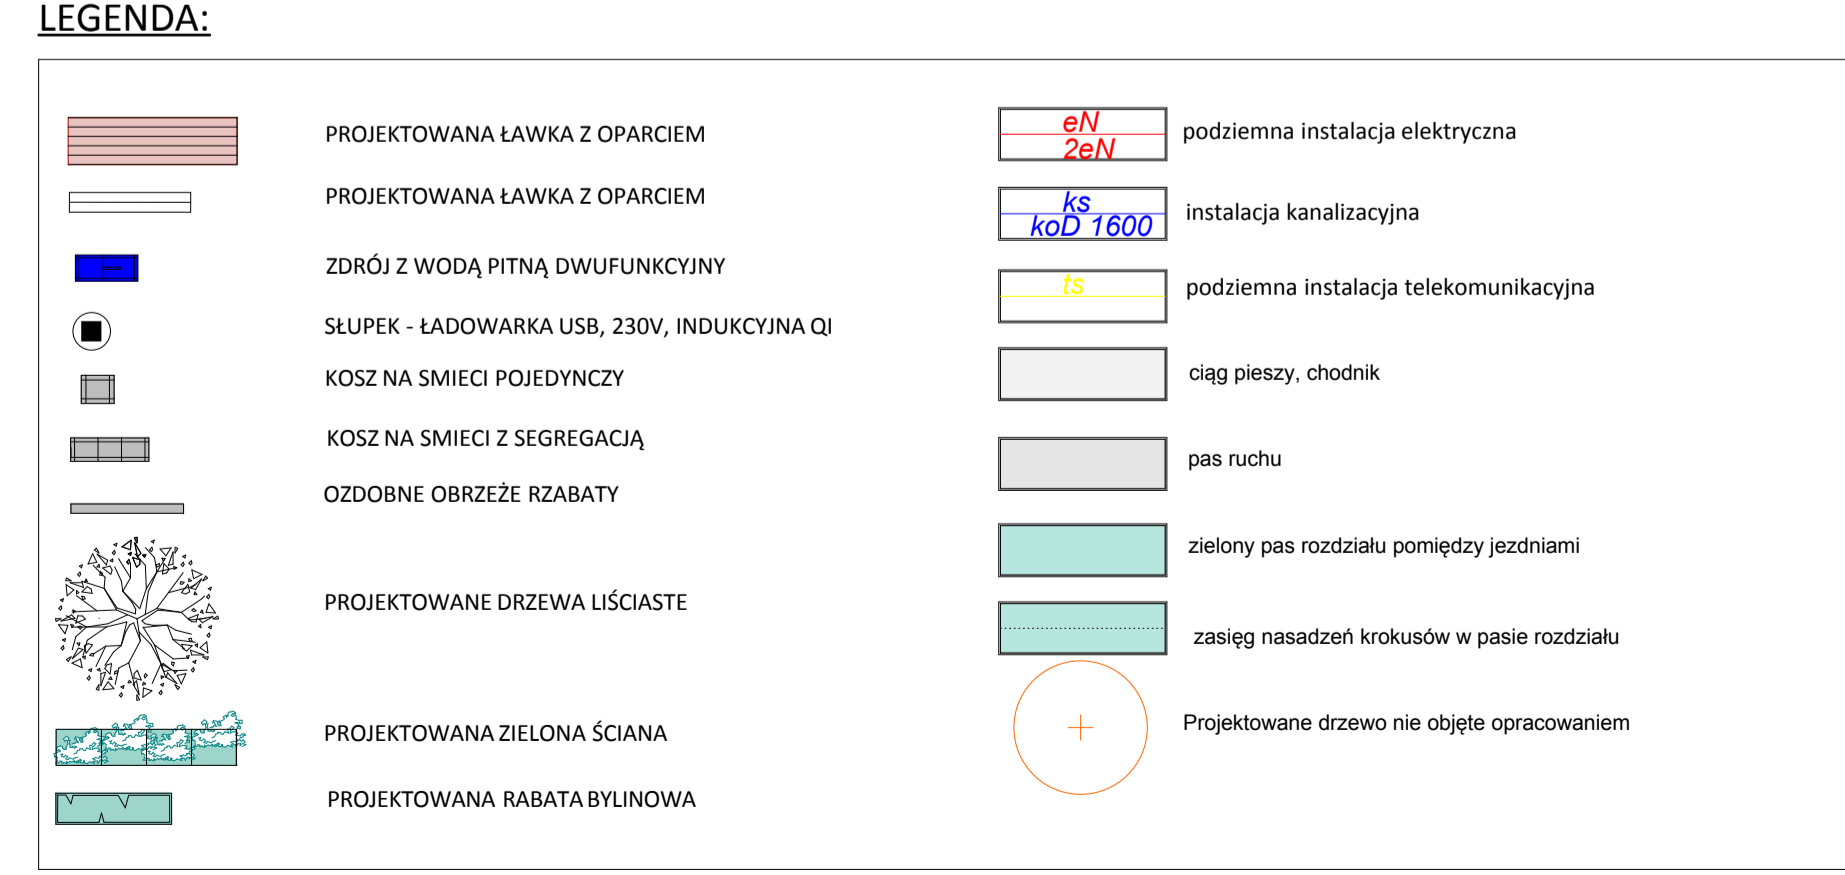 LEGENDA:
PROJEKTOWANA ŁAWKA Z OPARCIEM
PROJEKTOWANA ŁAWKA Z OPARCIEM
ZDRÓJ Z WODĄ PITNĄ DWUFUNKCYJNY
SŁUPEK - ŁADOWARKA USB, 230V, INDUKCYJNA QI
KOSZ NA SMIECI POJEDYNCZY
KOSZ NA SMIECI Z SEGREGACJĄ
OZDOBNE OBRZEŻE RZABATY
PROJEKTOWANE DRZEWA LIŚCIASTE
PROJEKTOWANA ZIELONA ŚCIANA
PROJEKTOWANA RABATA BYLINOWA
eN
2eN
podziemna instalacja elektryczna
ks
koD 1600
instalacja kanalizacyjna
ts
podziemna instalacja telekomunikacyjna
ciąg pieszy, chodnik
pas ruchu
zielony pas rozdziału pomiędzy jezdniami
zasięg nasadzeń krokusów w pasie rozdziału
Projektowane drzewo nie objęte opracowaniem